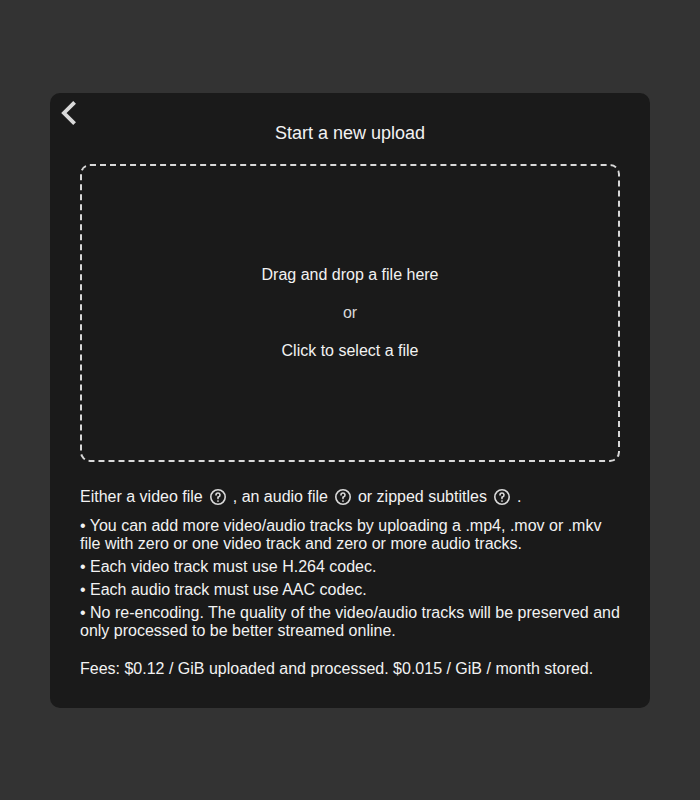 Start a new upload
Drag and drop a file here
or
Click to select a file
Either a video file ? , an audio file ? or zipped subtitles ? .
• You can add more video/audio tracks by uploading a .mp4, .mov or .mkv
file with zero or one video track and zero or more audio tracks.
• Each video track must use H.264 codec.
• Each audio track must use AAC codec.
• No re-encoding. The quality of the video/audio tracks will be preserved and
only processed to be better streamed online.
Fees: $0.12 / GiB uploaded and processed. $0.015 / GiB / month stored.